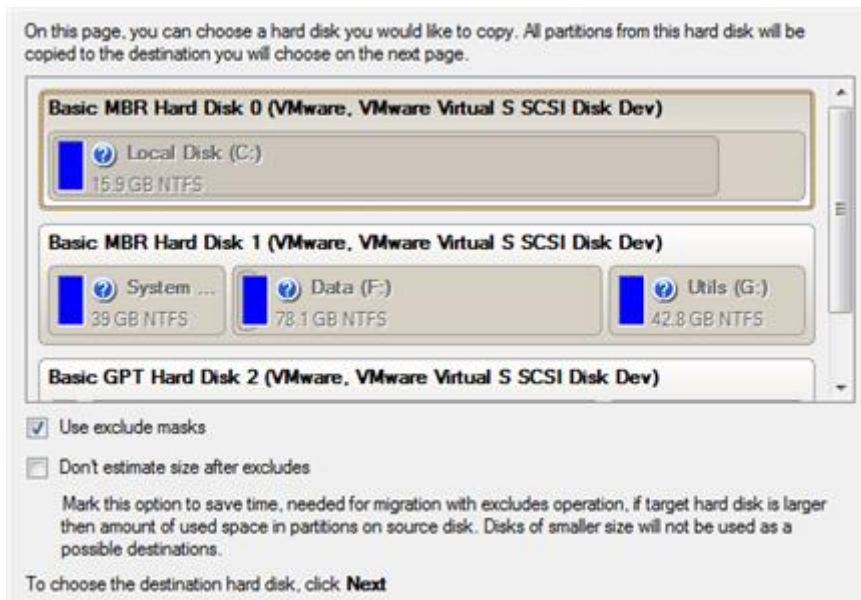 On this page, you can choose a hard disk you would like to copy. All partitions from this hard disk will be
copied to the destination you will choose on the next page.
Basic MBR Hard Disk 0 (VMware, VMware Virtual S SCSI Disk Dev)
Local Disk (C:)
15.9 GB NTFS
Basic MBR Hard Disk 1 (VMware, VMware Virtual S SCSI Disk Dev)
System ... Data (F:) Utils (G:)
39 GB NTFS 78.1 GB NTFS 42.8 GB NTFS
Basic GPT Hard Disk 2 (VMware, VMware Virtual S SCSI Disk Dev)
Use exclude masks
Don't estimate size after excludes
Mark this option to save time, needed for migration with excludes operation, if target hard disk is larger
then amount of used space in partitions on source disk. Disks of smaller size will not be used as a
possible destinations.
To choose the destination hard disk, click Next